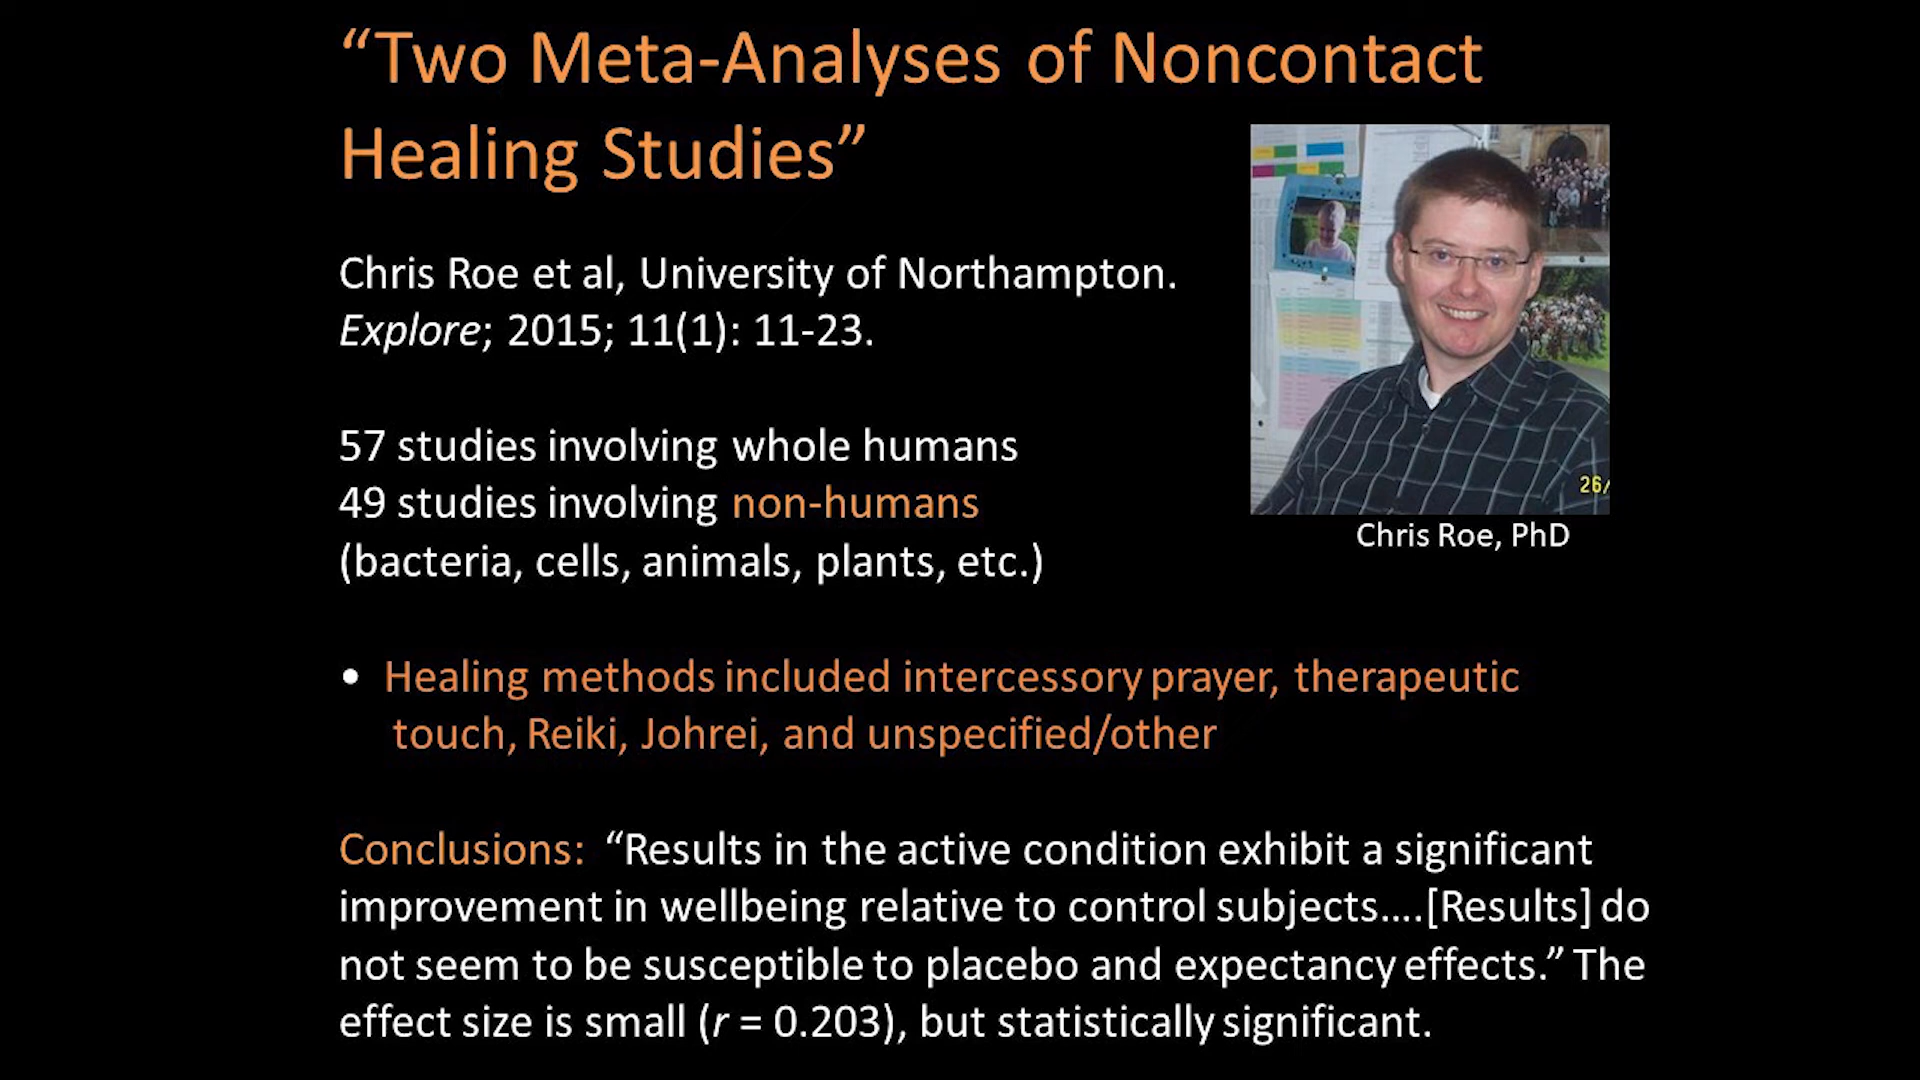 “Two Meta-Analyses of Noncontact
Healing Studies”
Chris Roe et al, University of Northampton.
Explore; 2015; 11(1): 11-23.
57 studies involving whole humans
49 studies involving non-humans
(bacteria, cells, animals, plants, etc.)
26/
Chris Roe, PhD
• Healing methods included intercessory prayer, therapeutic
touch, Reiki, Johrei, and unspecified/other
Conclusions: “Results in the active condition exhibit a significant
improvement in wellbeing relative to control subjects....[Results] do
not seem to be susceptible to placebo and expectancy effects.” The
effect size is small (r = 0.203), but statistically significant.